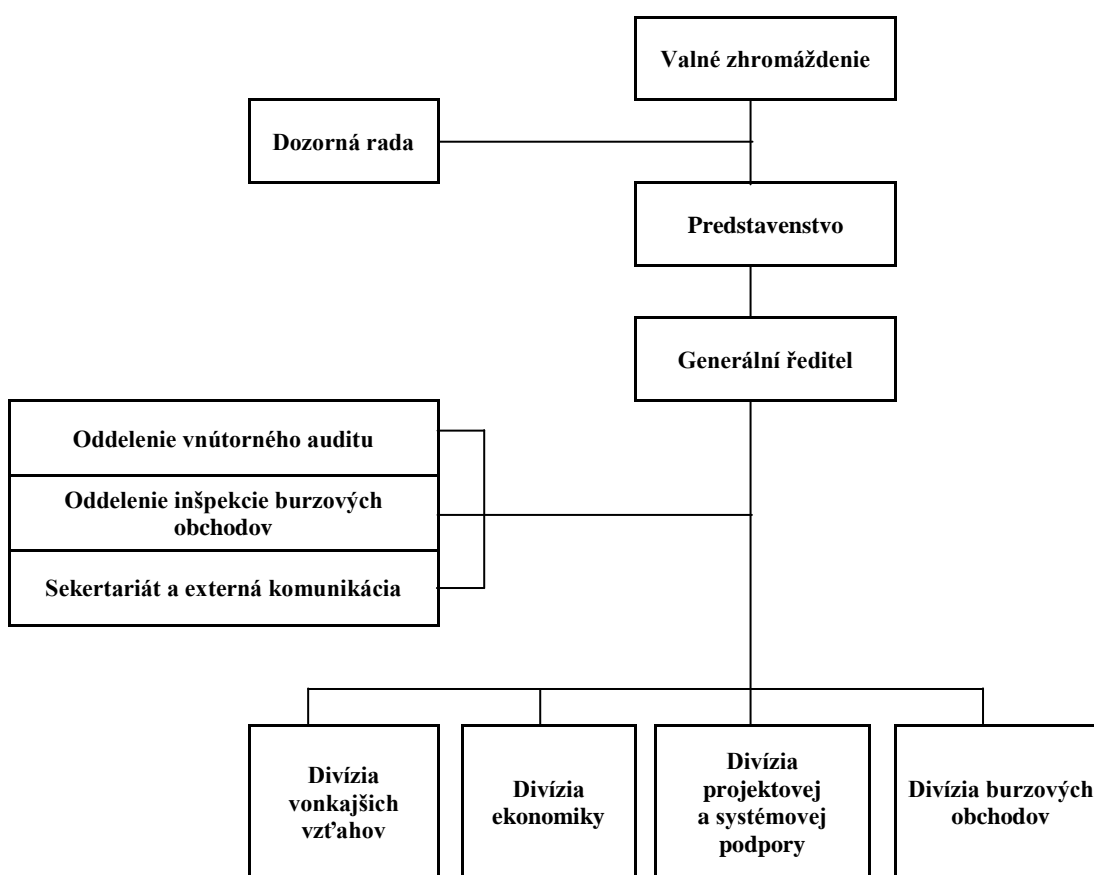 Valné zhromáždenie
Dozorná rada
Predstavenstvo
Generální ředitel
Oddelenie vnútorného auditu
Oddelenie inšpekcie burzových
obchodov
Sekertariát a externá komunikácia
Divízia
vonkajších
vzťahov
Divízia
ekonomiky
Divízia
projektovej
a systémovej
podpory
Divízia burzových
obchodov